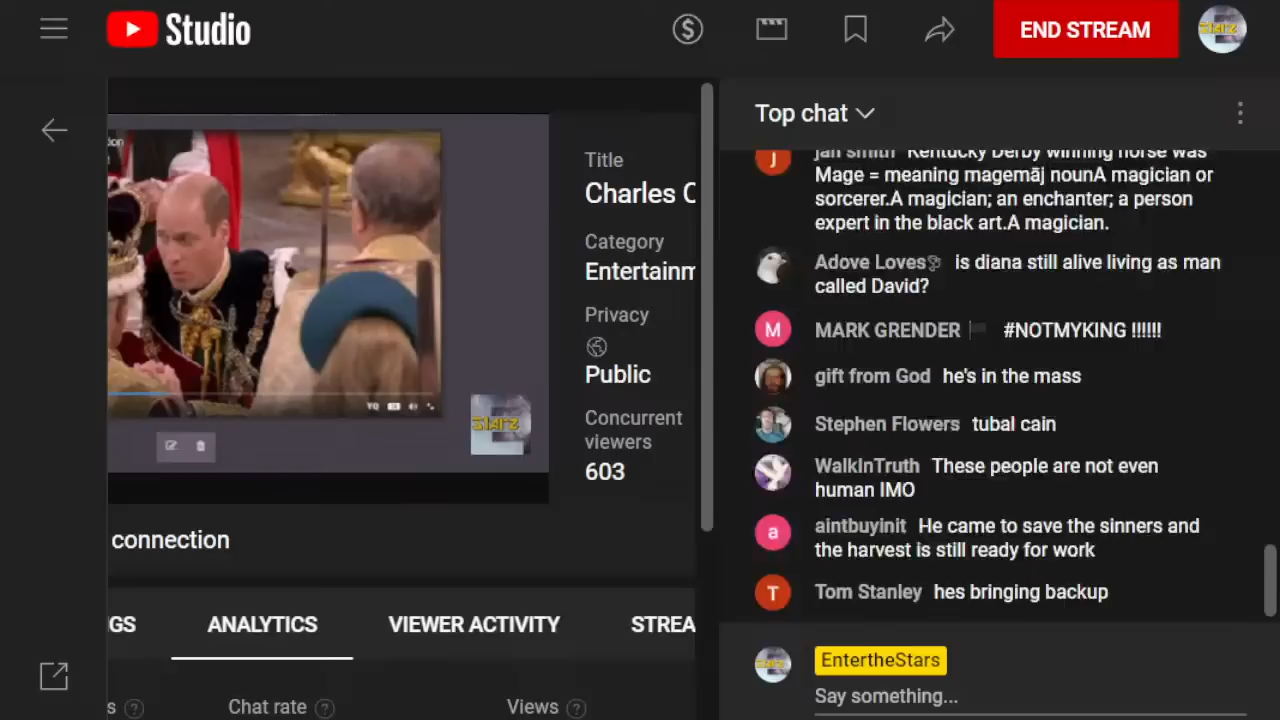 Studio
END STREAM
Starz
Top chat
Title
Charles C
Category
Entertainm
Privacy
Public
Concurrent
viewers
603
Starz
connection
GS
ANALYTICS
VIEWER ACTIVITY
STREA
s
Chat rate
Views
jan smith Kentucky Derby winning horse was
Mage = meaning magemāj nounA magician or
sorcerer.A magician; an enchanter; a person
expert in the black art.A magician.
Adove Loves is diana still alive living as man
called David?
MARK GRENDER #NOTMYKING !!!!!!
gift from God he's in the mass
Stephen Flowers tubal cain
WalkInTruth These people are not even
human IMO
aintbuyinit He came to save the sinners and
the harvest is still ready for work
Tom Stanley hes bringing backup
EntertheStars
Say something...